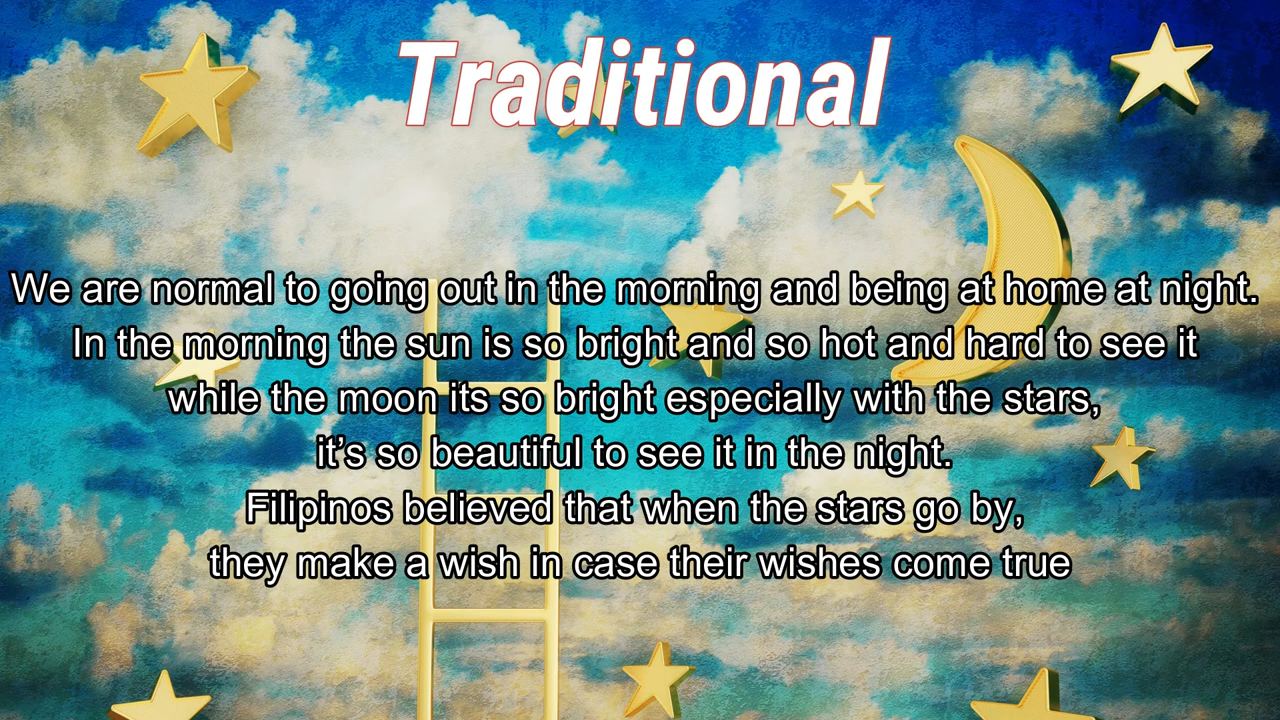 Traditional
We are normal to going out in the morning and being at home at night.
In the morning the sun is so bright and so hot and hard to see it
while the moon its so bright especially with the stars,
it’s so beautiful to see it in the night.
Filipinos believed that when the stars go by,
they make a wish in case their wishes come true